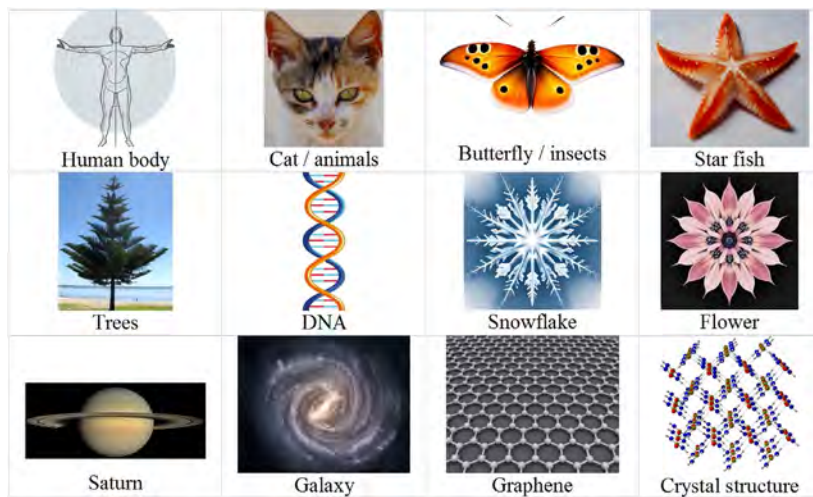 Human body
Cat / animals
Butterfly / insects
Star fish
Trees
DNA
Snowflake
Flower
Saturn
Galaxy
Graphene
Crystal structure